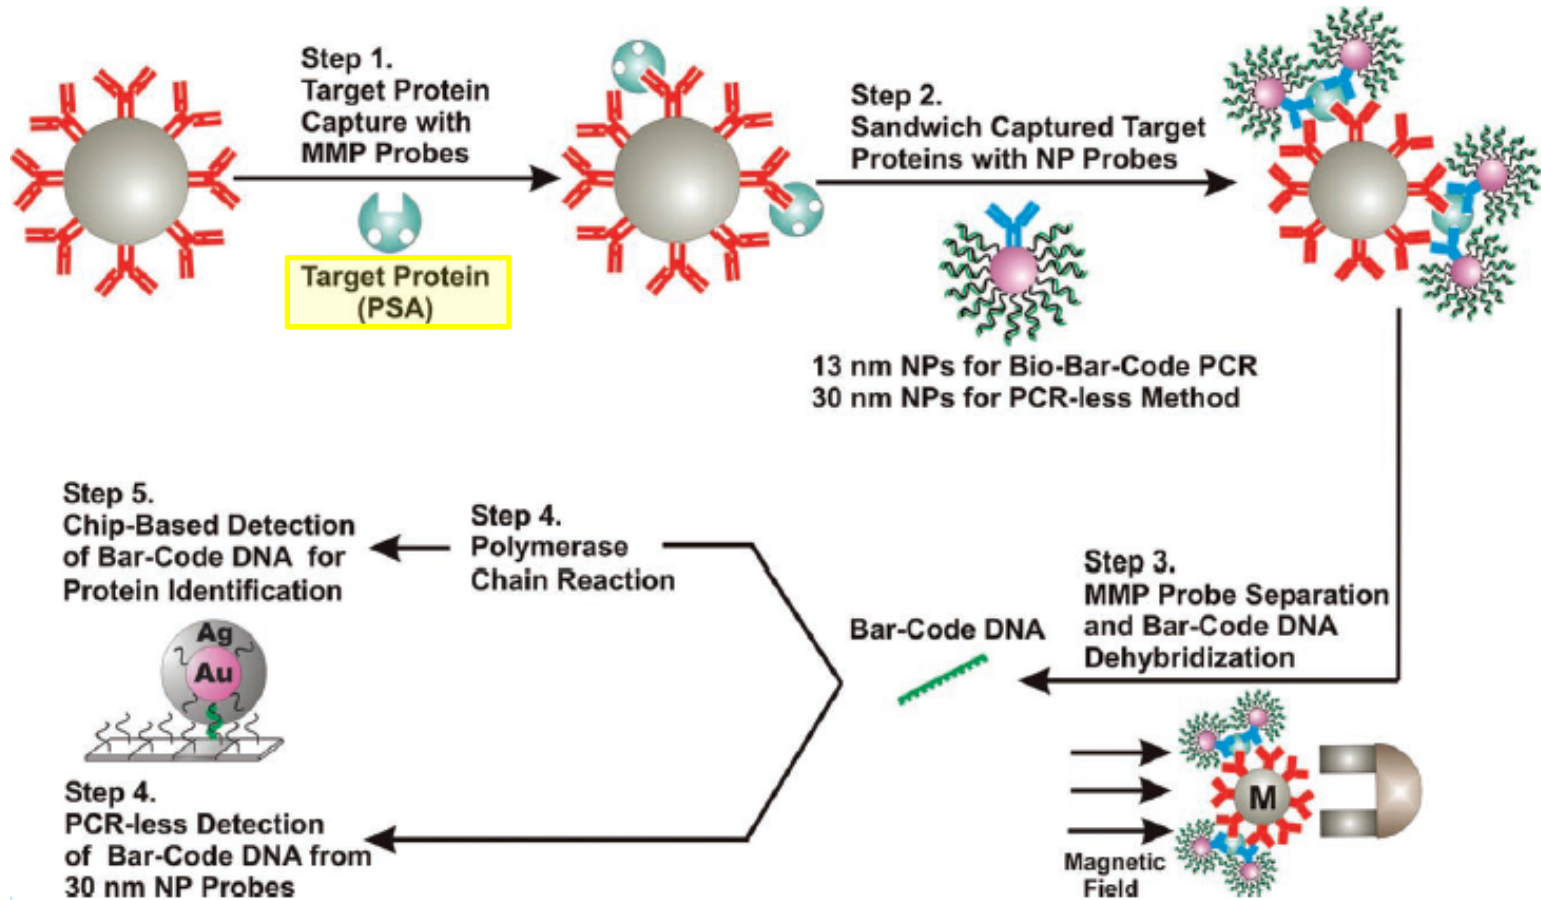 Step 1.
Target Protein
Capture with
MMP Probes
Target Protein
(PSA)
Step 2.
Sandwich Captured Target
Proteins with NP Probes
13 nm NPs for Bio-Bar-Code PCR
30 nm NPs for PCR-less Method
Step 3.
MMP Probe Separation
and Bar-Code DNA
Dehybridization
M
Magnetic
Field
Bar-Code DNA
Step 4.
Polymerase
Chain Reaction
Step 5.
Chip-Based Detection
of Bar-Code DNA for
Protein Identification
Ag
Au
Step 4.
PCR-less Detection
of Bar-Code DNA from
30 nm NP Probes